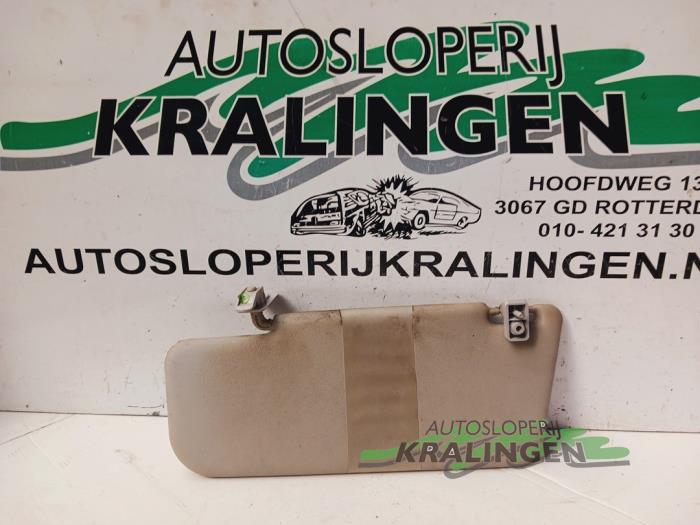 AUTOSLOPERIJ
KRALINGEN
HOOFDWEG 13
3067 GD ROTTERD
010- 421 31 30
AUTOSLOPERIJKRALINGEN.N
AUTOSLOPERIJ
KRALINGEN